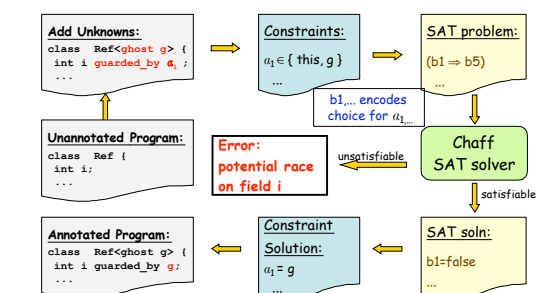 Add Unknowns:
class Ref<ghost g> {
int i guarded_by α1 ;
...
Constraints:
α1 ∈ { this, g }
...
SAT problem:
(b1 ⇒ b5)
...
b1,... encodes
choice for α1,...
Unannotated Program:
class Ref {
int i;
...
Error:
potential race
on field i
unsatisfiable
Chaff
SAT solver
satisfiable
Annotated Program:
class Ref<ghost g> {
int i guarded_by g;
...
Constraint
Solution:
α1 = g
...
SAT soln:
b1=false
...